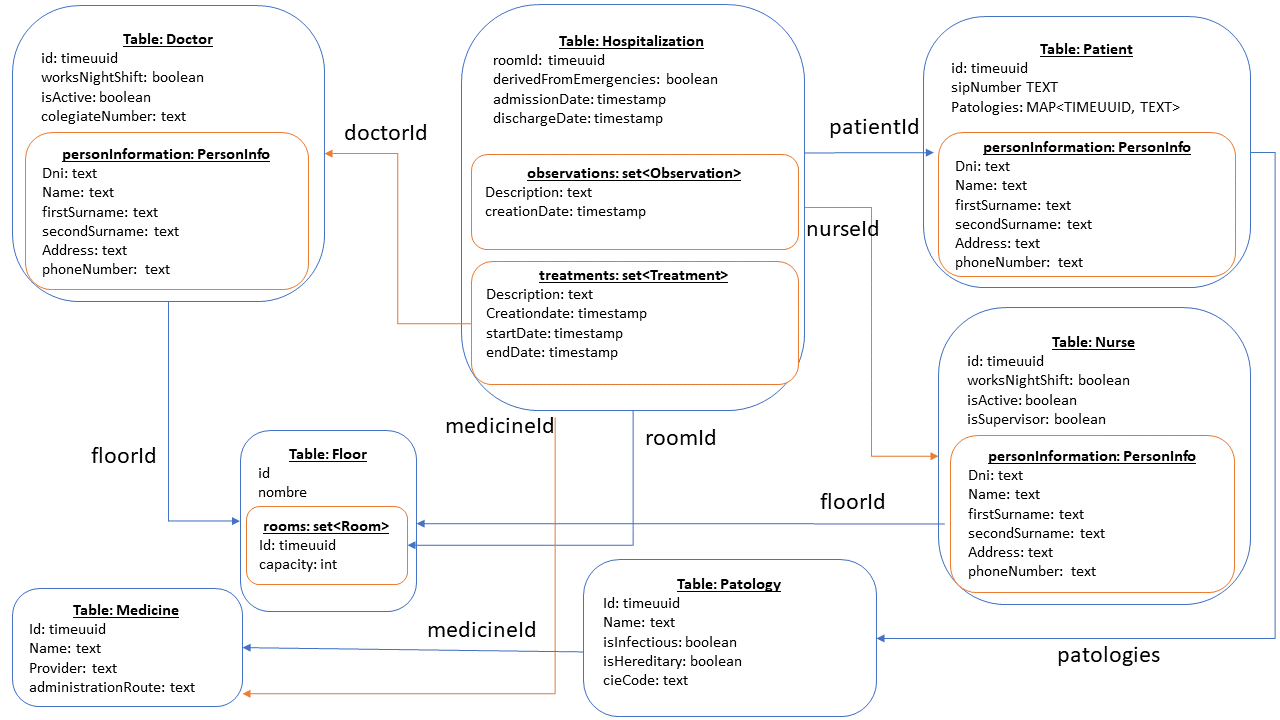 Table: Doctor
id: timeuuid
worksNightShift: boolean
isActive: boolean
colegiateNumber: text
personInformation: PersonInfo
Dni: text
Name: text
firstSurname: text
secondSurname: text
Address: text
phoneNumber: text
doctorId
Table: Hospitalization
roomId: timeuuid
derivedFromEmergencies: boolean
admissionDate: timestamp
dischargeDate: timestamp
observations: set<Observation>
Description: text
creationDate: timestamp
treatments: set<Treatment>
Description: text
Creationdate: timestamp
startDate: timestamp
endDate: timestamp
patientId
nurseId
Table: Patient
id: timeuuid
sipNumber TEXT
Patologies: MAP<TIMEUUID, TEXT>
personInformation: PersonInfo
Dni: text
Name: text
firstSurname: text
secondSurname: text
Address: text
phoneNumber: text
Table: Nurse
id: timeuuid
worksNightShift: boolean
isActive: boolean
isSupervisor: boolean
personInformation: PersonInfo
Dni: text
Name: text
firstSurname: text
secondSurname: text
Address: text
phoneNumber: text
floorId
medicineId
roomId
floorId
Table: Floor
id
nombre
rooms: set<Room>
Id: timeuuid
capacity: int
Table: Medicine
Id: timeuuid
Name: text
Provider: text
administrationRoute: text
medicineId
Table: Patology
Id: timeuuid
Name: text
isInfectious: boolean
isHereditary: boolean
cieCode: text
patologies